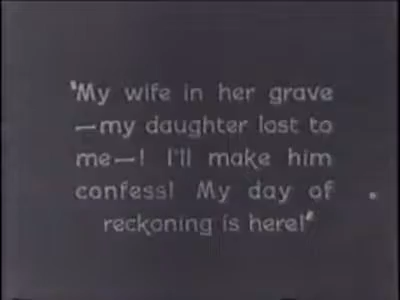 "My wife in her grave
—my daughter lost to
me—! I'll make him
confess! My day of
reckoning is here!"